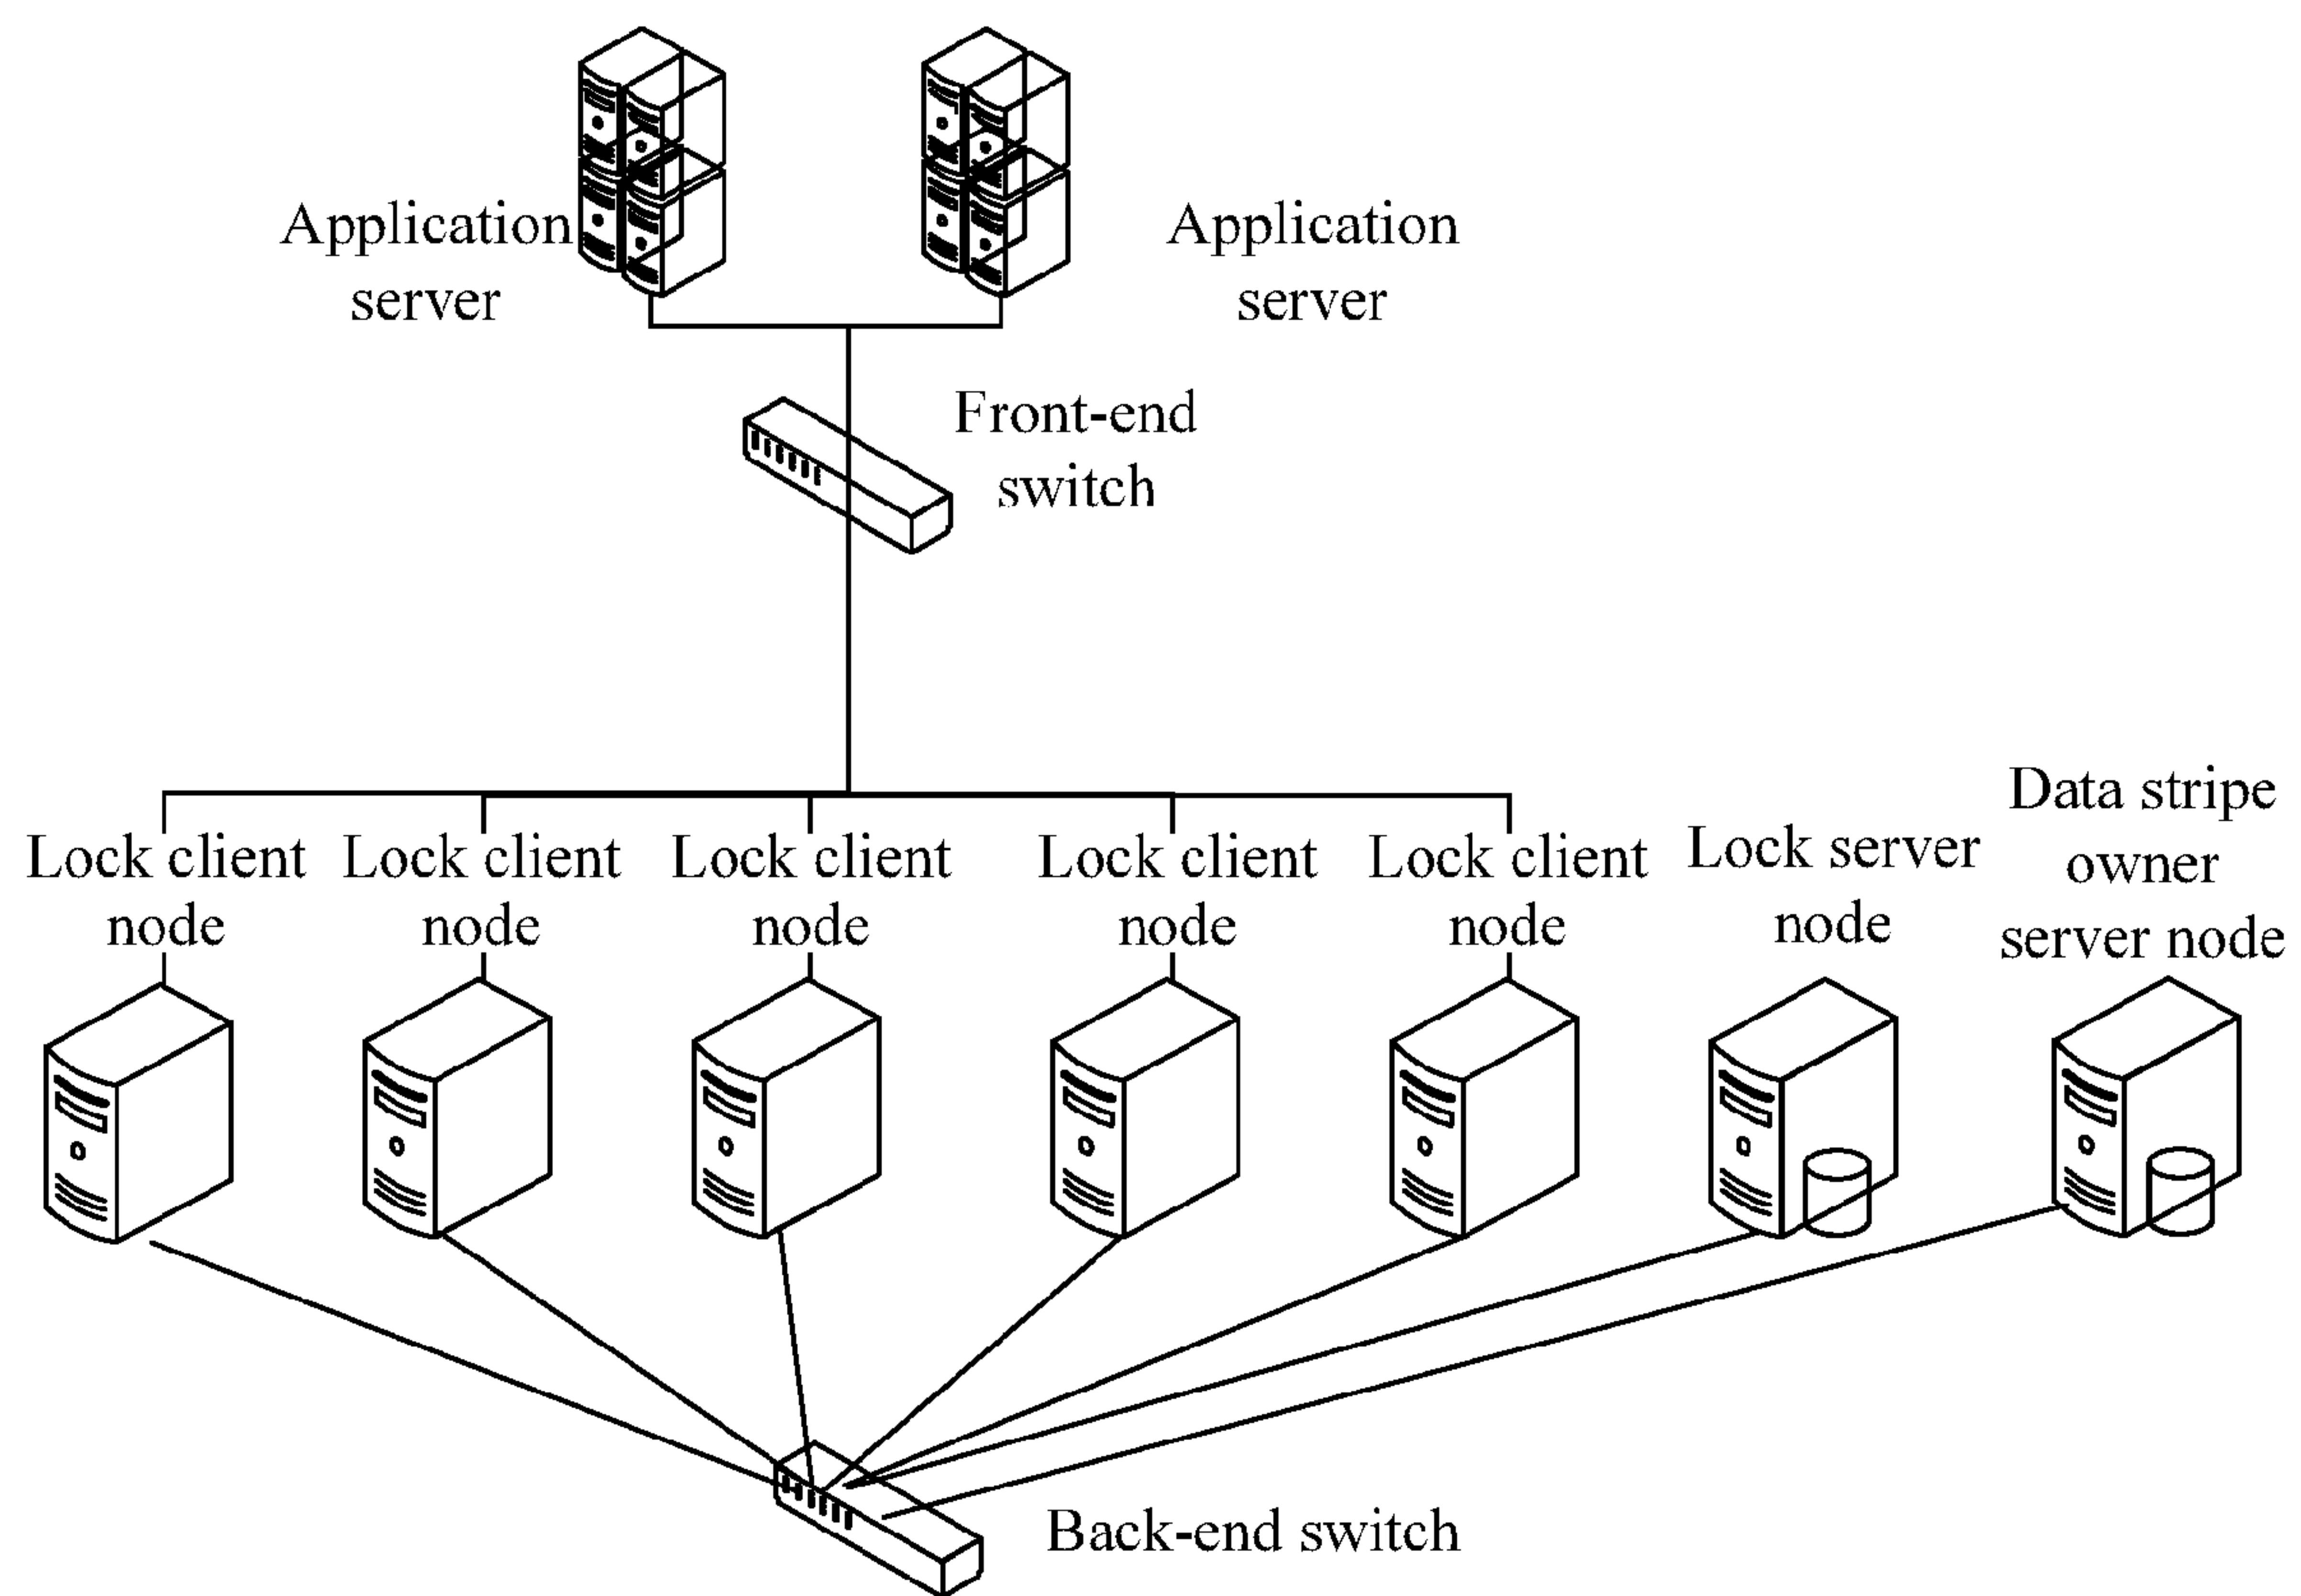 Application
server
Application
server
Front-end
switch
Lock client
node
Lock client
node
Lock client
node
Lock client
node
Lock client
node
Lock server
node
Data stripe
owner
server node
Back-end switch